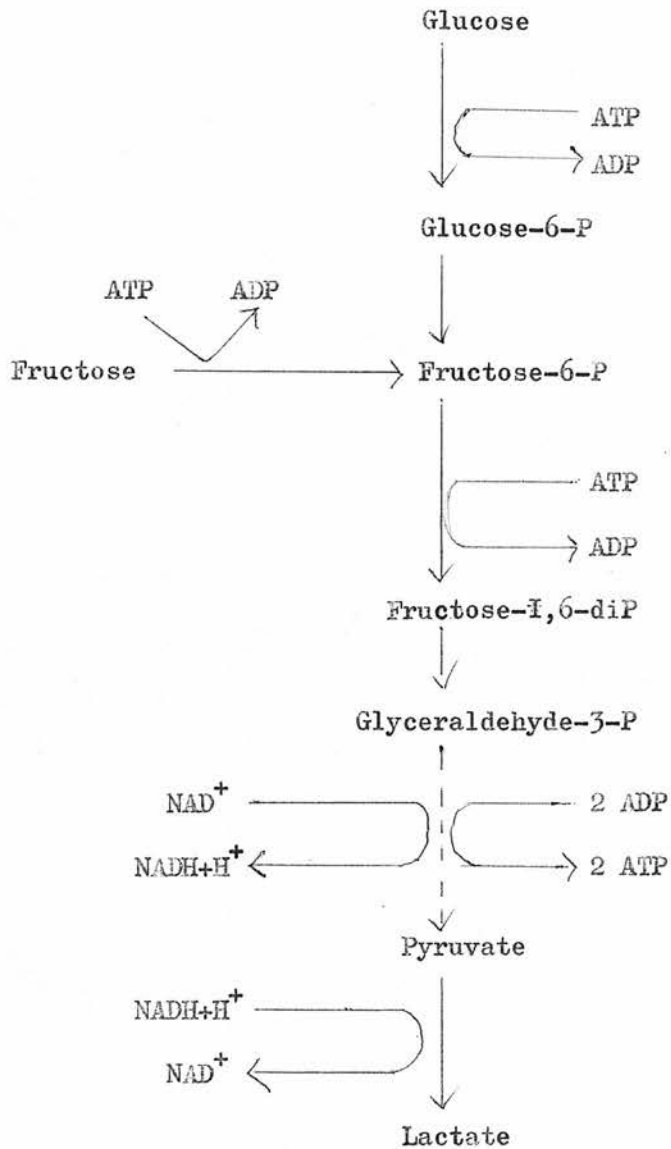 Glucose
ATP
ADP
Glucose-6-P
ATP ADP
Fructose
Fructose-6-P
ATP
ADP
Fructose-I,6-diP
Glyceraldehyde-3-P
NAD+
2 ADP
NADH+H+
2 ATP
Pyruvate
NADH+H+
NAD+
Lactate